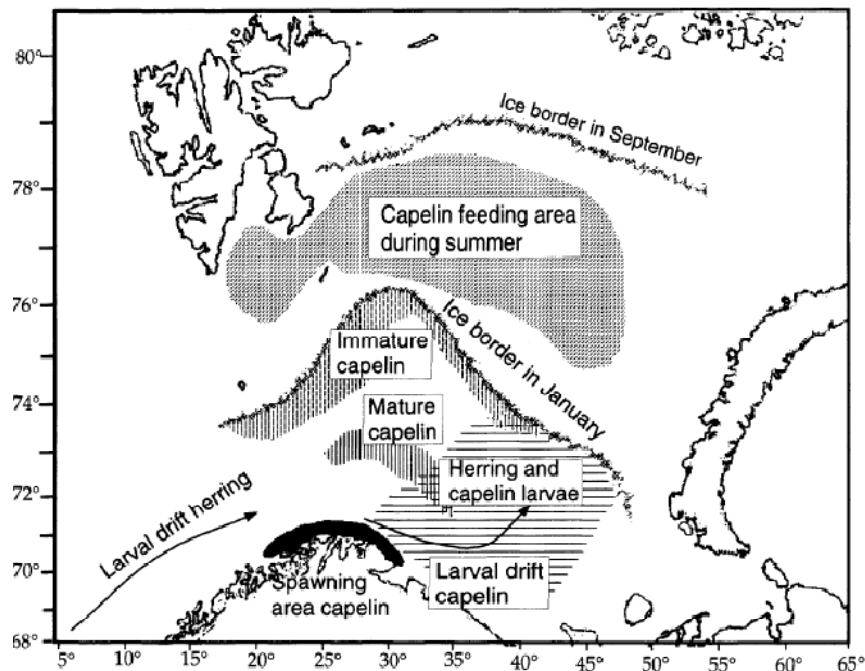 80°
78°
76°
74°
72°
70°
68°
Ice border in September
Capelin feeding area
during summer
Ice border in January
Immature
capelin
Mature
capelin
Herring and
capelin larvae
Larval drift herring
Larval drift
capelin
Spawning
area capelin
5° 10° 15° 20° 25° 30° 35° 40° 45° 50° 55° 60° 65°